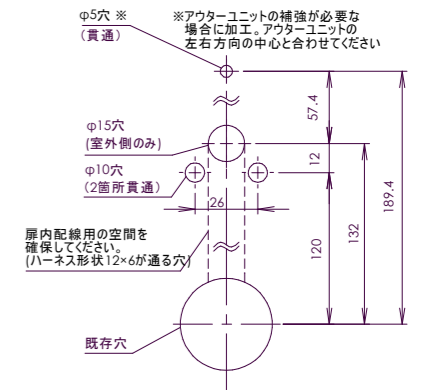 φ5穴 ※
(貫通)
※アウターユニットの補強が必要な
場合に加工。アウターユニットの
左右方向の中心と合わせてください
φ15穴
(室外側のみ)
φ10穴
(2箇所貫通)
26
扉内配線用の空間を
確保してください。
(ハーネス形状12×6が通る穴)
既存穴
57.4
12
120
132
189.4